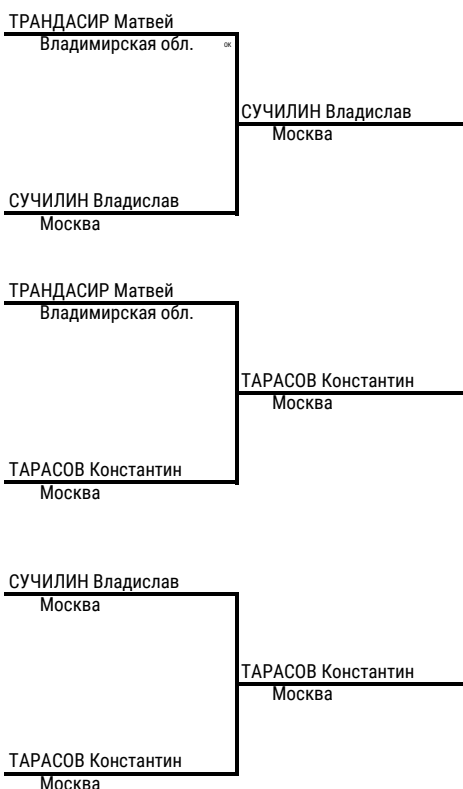 ТРАНДАСИР Матвей
Владимирская обл.
ОК
СУЧИЛИН Владислав
Москва
СУЧИЛИН Владислав
Москва
ТРАНДАСИР Матвей
Владимирская обл.
ТАРАСОВ Константин
Москва
ТАРАСОВ Константин
Москва
СУЧИЛИН Владислав
Москва
ТАРАСОВ Константин
Москва
ТАРАСОВ Константин
Москва